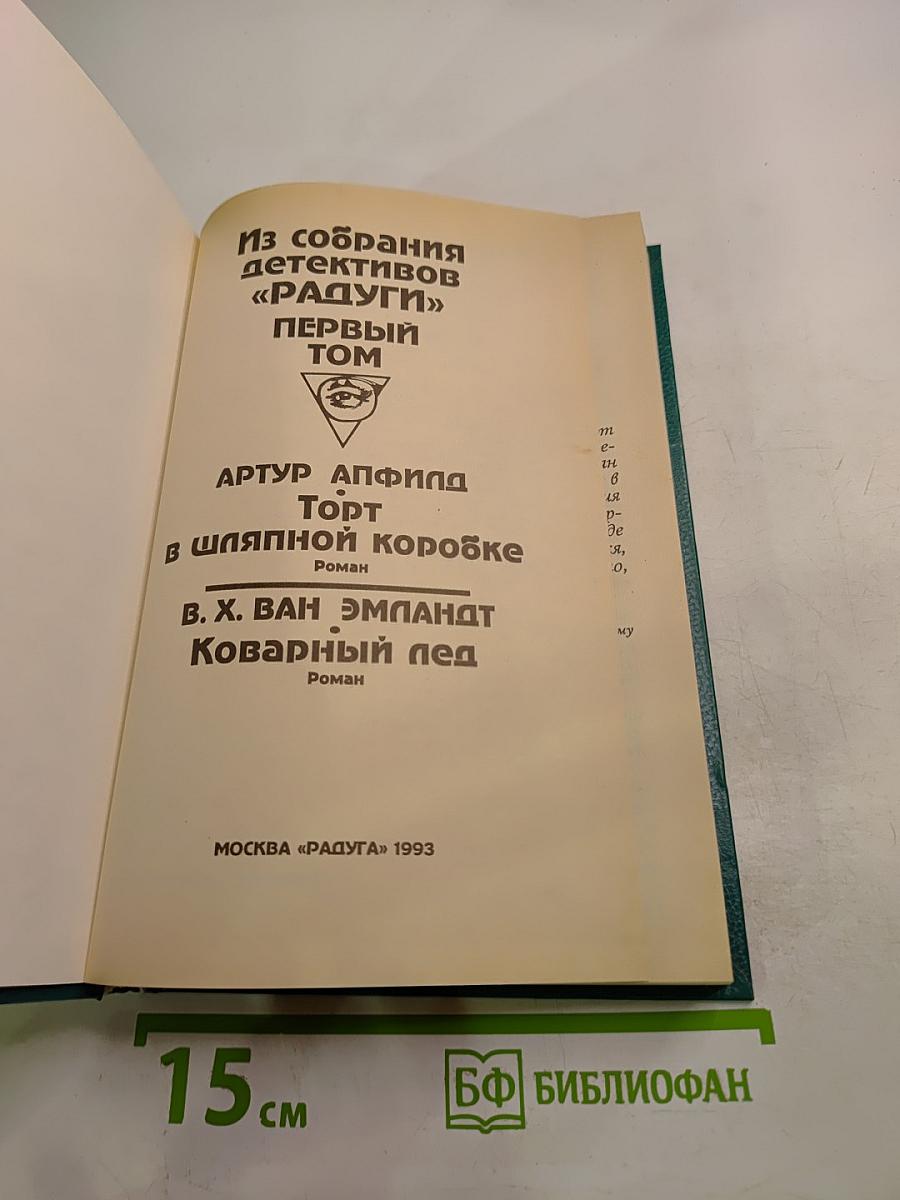 Из собрания
детективов
«РАДУГИ»
ПЕРВЫЙ
ТОМ
АРТУР АПФИЛД
Торт
в шляпной коробке
Роман
В. Х. ВАН ЭМЛАНДТ
Коварный лед
Роман
МОСКВА «РАДУГА» 1993
15 см
БФ БИБЛИОФАН